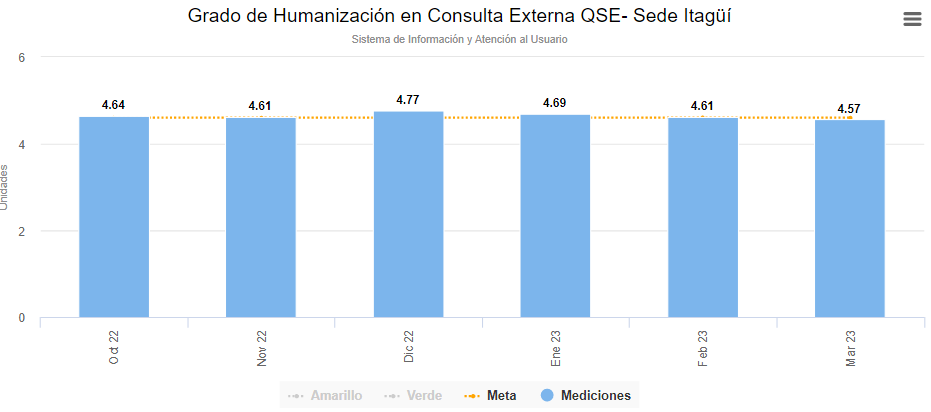 Grado de Humanización en Consulta Externa QSE- Sede Itagüí
Sistema de Información y Atención al Usuario
Unidades
6
4
2
0
4.64
4.61
4.77
4.69
4.61
4.57
Oct 22
Nov 22
Dic 22
Ene 23
Feb 23
Mar 23
Amarillo
Verde
Meta
Mediciones